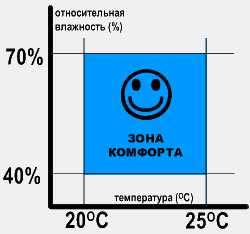 относительная
влажность (%)
70%
ЗОНА
КОМФОРТА
40%
температура (ºC)
20ºC
25ºC